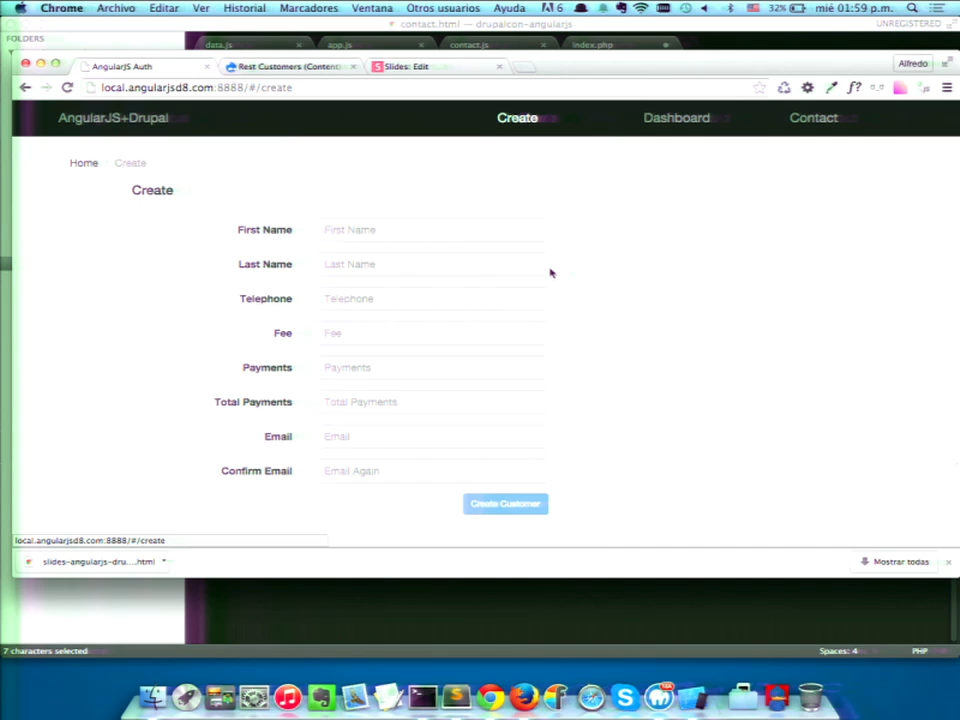 Chrome Archivo Editar Ver Historial Marcadores Ventana Otros usuarios Ayuda 6 32% mié 01:59 p.m.
contact.html — drupalcon-angularjs UNREGISTERED
FOLDERS
data.js app.js contact.js index.php
AngularJS Auth Rest Customers (Content) Slides: Edit Alfredo
local.angularjsd8.com:8888/#/create f?
AngularJS+Drupal Create Dashboard Contact
Home Create
Create
First Name First Name
Last Name Last Name
Telephone Telephone
Fee Fee
Payments Payments
Total Payments Total Payments
Email Email
Confirm Email Email Again
Create Customer
local.angularjsd8.com:8888/#/create
slides-angularjs-dru....html Mostrar todas
7 characters selected Spaces: 4 PHP